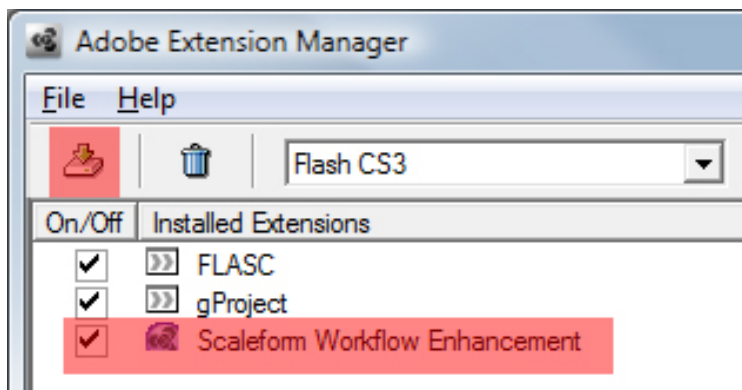 Adobe Extension Manager
File Help
Flash CS3
On/Off Installed Extensions
FLASC
gProject
Scaleform Workflow Enhancement